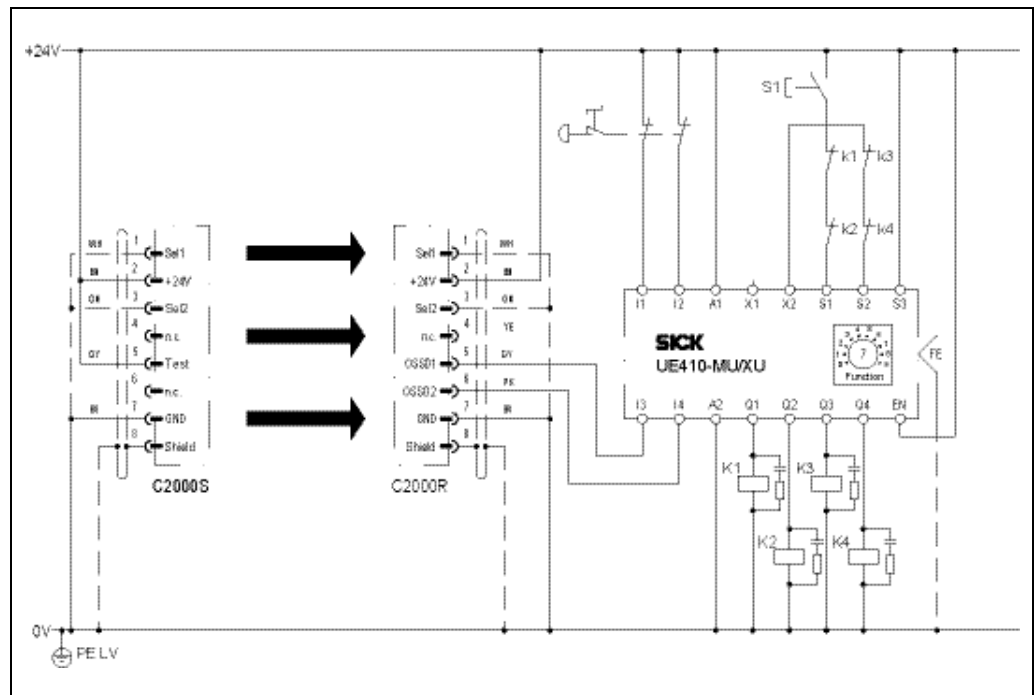 +24V
S1
k1 k3
k2 k4
1 Sel1
2 +24V
3 Sel2
4 n.c.
5 Test
6 n.c.
7 GND
8 Shield
C2000S
WH
BN
GN
GY
BR
Sel1 1 WH
+24V 2 BN
Sel2 3 GN
n.c. 4 YE
OSSD1 5 GY
OSSD2 6 PK
GND 7 BR
Shield 8
C2000R
I1 I2 A1 X1 X2 S1 S2 S3
SICK
UE410-MU/XU
7
Function
FE
I3 I4 A2 Q1 Q2 Q3 Q4 EN
K1 K3
K2 K4
0V
PELV